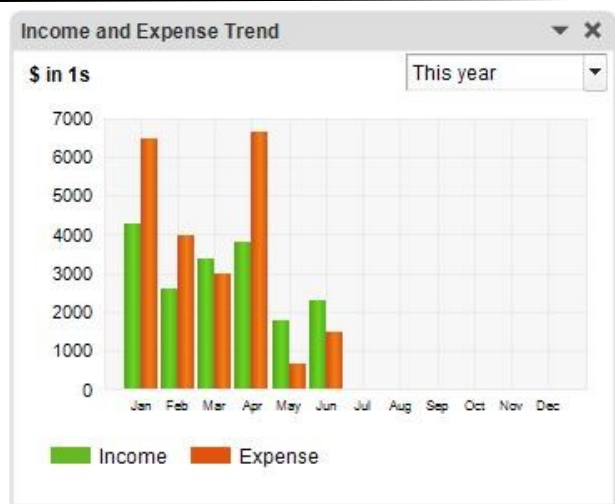 Income and Expense Trend
$ in 1s
This year
7000
6000
5000
4000
3000
2000
1000
0
Jan Feb Mar Apr May Jun Jul Aug Sep Oct Nov Dec
Income Expense